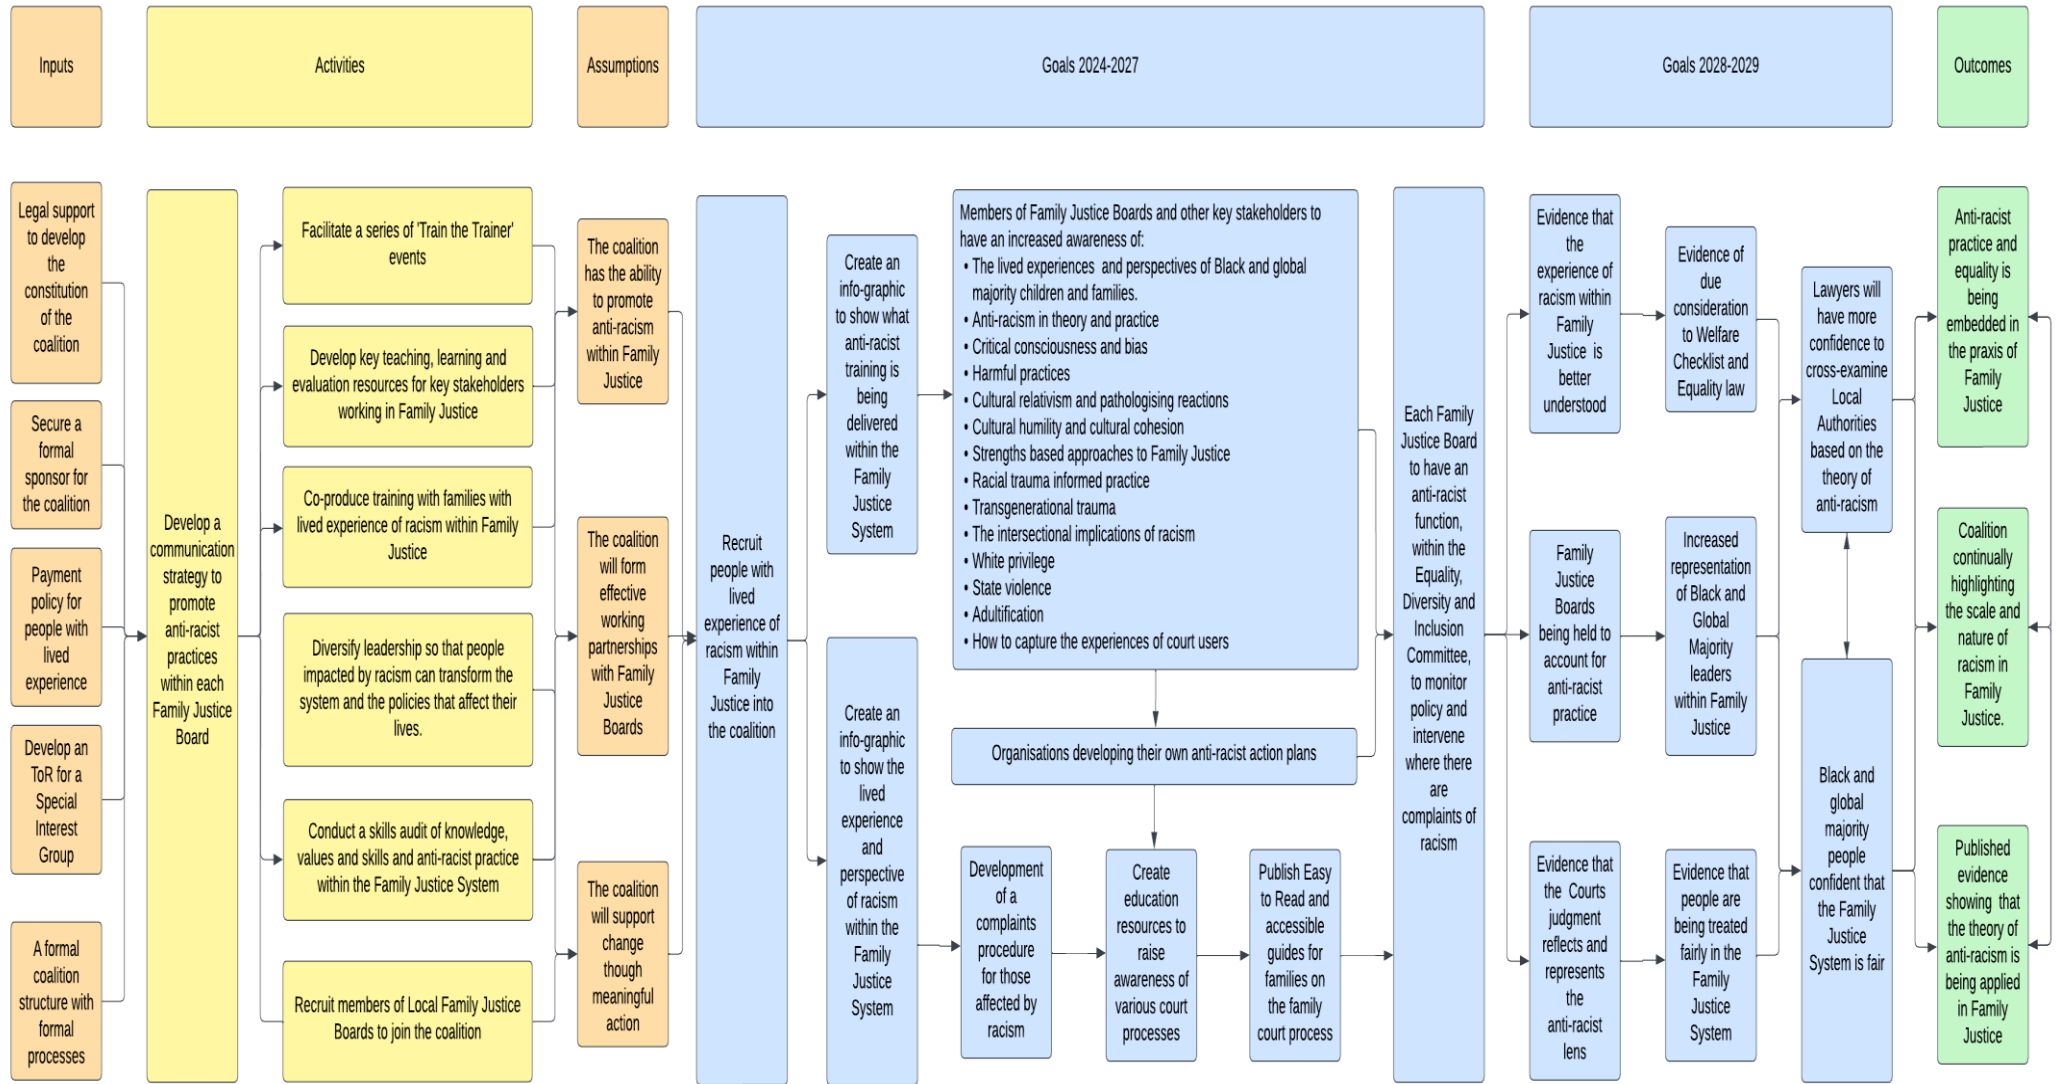 Inputs
Activities
Assumptions
Goals 2024-2027
Goals 2028-2029
Outcomes
Legal support
to develop
the
constitution
of the
coalition
Secure a
formal
sponsor for
the coalition
Payment
policy for
people with
lived
experience
Develop an
ToR for a
Special
Interest
Group
A formal
coalition
structure with
formal
processes
Develop a
communication
strategy to
promote
anti-racist
practices
within each
Family Justice
Board
Facilitate a series of 'Train the Trainer'
events
Develop key teaching, learning and
evaluation resources for key stakeholders
working in Family Justice
Co-produce training with families with
lived experience of racism within Family
Justice
Diversify leadership so that people
impacted by racism can transform the
system and the policies that affect their
lives.
Conduct a skills audit of knowledge,
values and skills and anti-racist practice
within the Family Justice System
Recruit members of Local Family Justice
Boards to join the coalition
The coalition
has the ability
to promote
anti-racism
within Family
Justice
The coalition
will form
effective
working
partnerships
with Family
Justice
Boards
The coalition
will support
change
though
meaningful
action
Recruit
people with
lived
experience of
racism within
Family
Justice into
the coalition
Create an
info-graphic
to show what
anti-racist
training is
being
delivered
within the
Family
Justice
System
Create an
info-graphic
to show the
lived
experience
and
perspective
of racism
within the
Family
Justice
System
Members of Family Justice Boards and other key stakeholders to
have an increased awareness of:
• The lived experiences and perspectives of Black and global
majority children and families.
• Anti-racism in theory and practice
• Critical consciousness and bias
• Harmful practices
• Cultural relativism and pathologising reactions
• Cultural humility and cultural cohesion
• Strengths based approaches to Family Justice
• Racial trauma informed practice
• Transgenerational trauma
• The intersectional implications of racism
• White privilege
• State violence
• Adultification
• How to capture the experiences of court users
Organisations developing their own anti-racist action plans
Development
of a
complaints
procedure
for those
affected by
racism
Create
education
resources to
raise
awareness of
various court
processes
Publish Easy
to Read and
accessible
guides for
families on
the family
court process
Each Family
Justice Board
to have an
anti-racist
function,
within the
Equality,
Diversity and
Inclusion
Committee,
to monitor
policy and
intervene
where there
are
complaints of
racism
Evidence that
the
experience of
racism within
Family
Justice is
better
understood
Family
Justice
Boards
being held to
account for
anti-racist
practice
Evidence that
the Courts
judgment
reflects and
represents
the
anti-racist
lens
Evidence of
due
consideration
to Welfare
Checklist and
Equality law
Increased
representation
of Black and
Global
Majority
leaders
within Family
Justice
Evidence that
people are
being treated
fairly in the
Family
Justice
System
Lawyers will
have more
confidence to
cross-examine
Local
Authorities
based on the
theory of
anti-racism
Black and
global
majority
people
confident that
the Family
Justice
System is fair
Anti-racist
practice and
equality is
being
embedded in
the praxis of
Family
Justice
Coalition
continually
highlighting
the scale and
nature of
racism in
Family
Justice.
Published
evidence
showing that
the theory of
anti-racism is
being applied
in Family
Justice